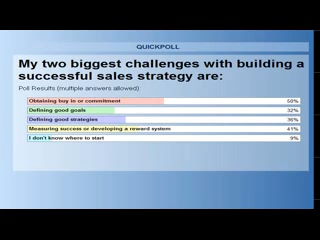 QUICKPOLL
My two biggest challenges with building a
successful sales strategy are:
Poll Results (multiple answers allowed):
Obtaining buy in or commitment 50%
Defining good goals 32%
Defining good strategies 36%
Measuring success or developing a reward system 41%
I don't know where to start 9%